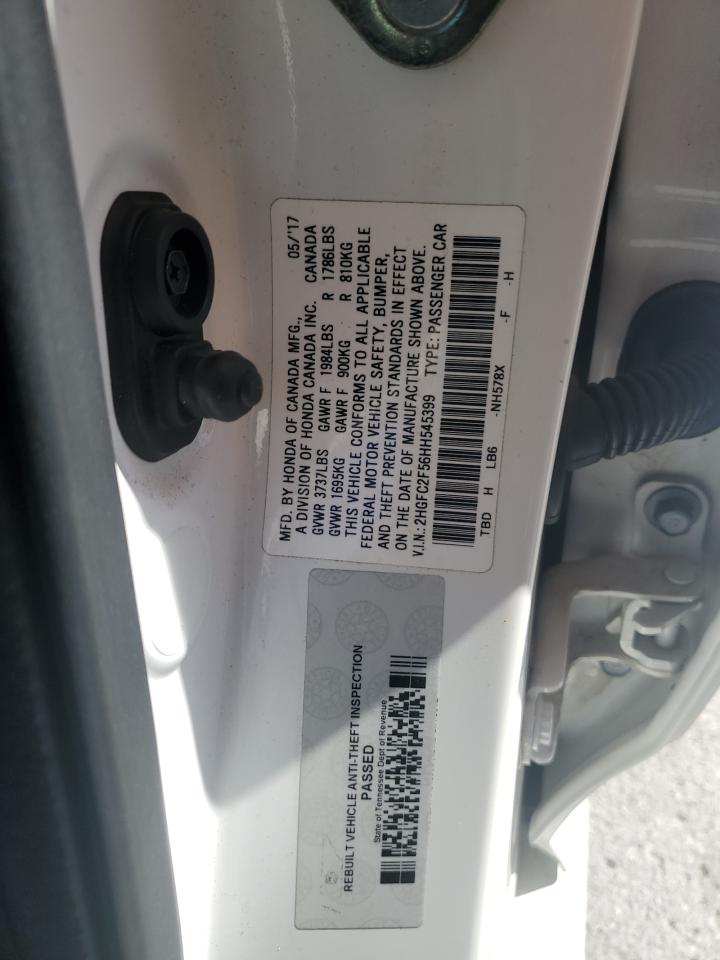 MFD. BY HONDA OF CANADA MFG., 05/'17
A DIVISION OF HONDA CANADA INC. CANADA
GVWR 3737LBS GAWR F 1984LBS R 1786LBS
GVWR 1695KG GAWR F 900KG R 810KG
THIS VEHICLE CONFORMS TO ALL APPLICABLE
FEDERAL MOTOR VEHICLE SAFETY, BUMPER,
AND THEFT PREVENTION STANDARDS IN EFFECT
ON THE DATE OF MANUFACTURE SHOWN ABOVE.
V.I.N.: 2HGFC2F56HH545399 TYPE: PASSENGER CAR
TBD H LB6 -NH578X -F -H
REBUILT VEHICLE ANTI-THEFT INSPECTION
PASSED
State of Tennessee Dept of Revenue